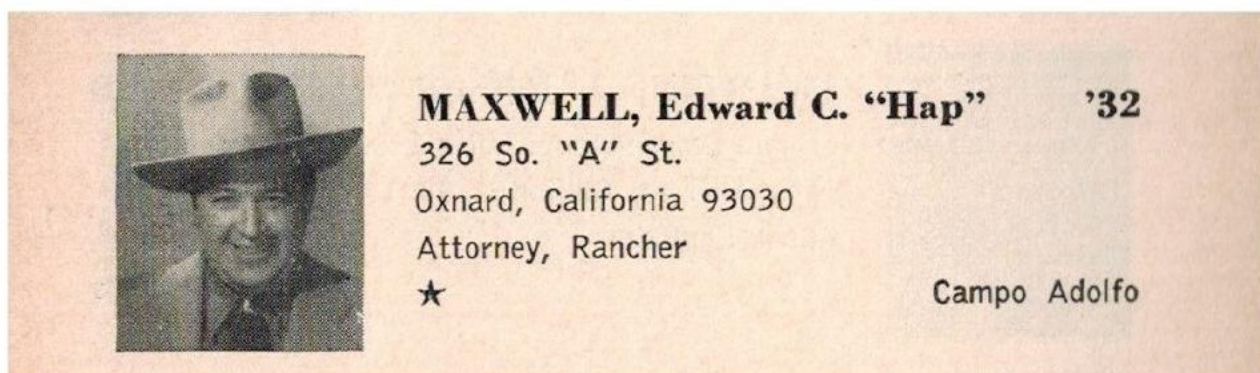 MAXWELL, Edward C. “Hap” ’32
326 So. "A" St.
Oxnard, California 93030
Attorney, Rancher
★ Campo Adolfo